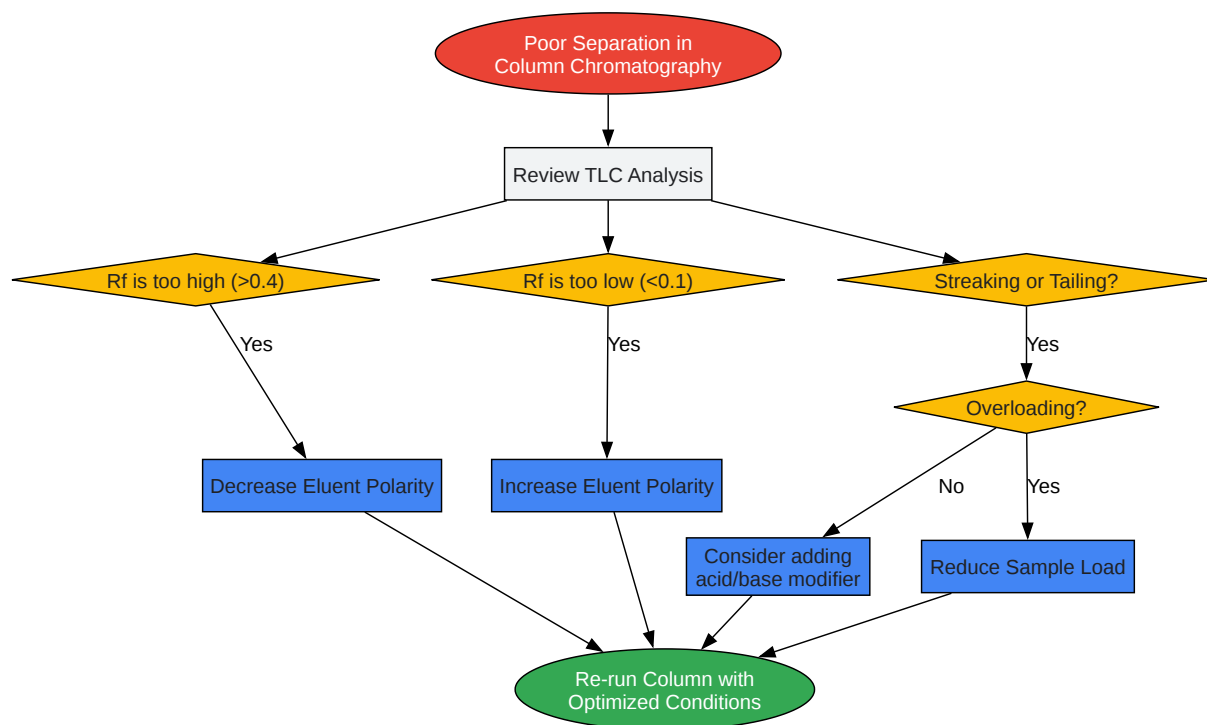 Poor Separation in
Column Chromatography
Review TLC Analysis
Rf is too high (>0.4)
Rf is too low (<0.1)
Streaking or Tailing?
Yes
Yes
Yes
Overloading?
Decrease Eluent Polarity
Increase Eluent Polarity
No
Yes
Consider adding
acid/base modifier
Reduce Sample Load
Re-run Column with
Optimized Conditions